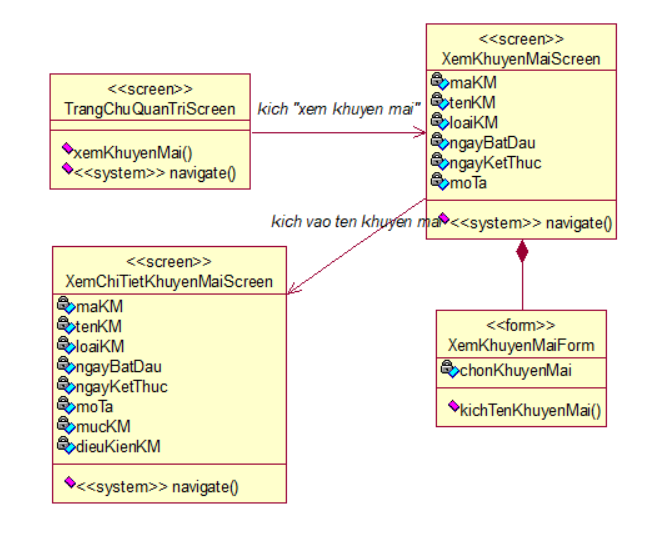 <<screen>>
TrangChuQuanTriScreen
xemKhuyenMai()
<<system>> navigate()
kich "xem khuyen mai"
<<screen>>
XemKhuyenMaiScreen
maKM
tenKM
loaiKM
ngayBatDau
ngayKetThuc
moTa
<<system>> navigate()
kich vao ten khuyen mai
<<screen>>
XemChiTietKhuyenMaiScreen
maKM
tenKM
loaiKM
ngayBatDau
ngayKetThuc
moTa
mucKM
dieuKienKM
<<system>> navigate()
<<form>>
XemKhuyenMaiForm
chonKhuyenMai
kichTenKhuyenMai()